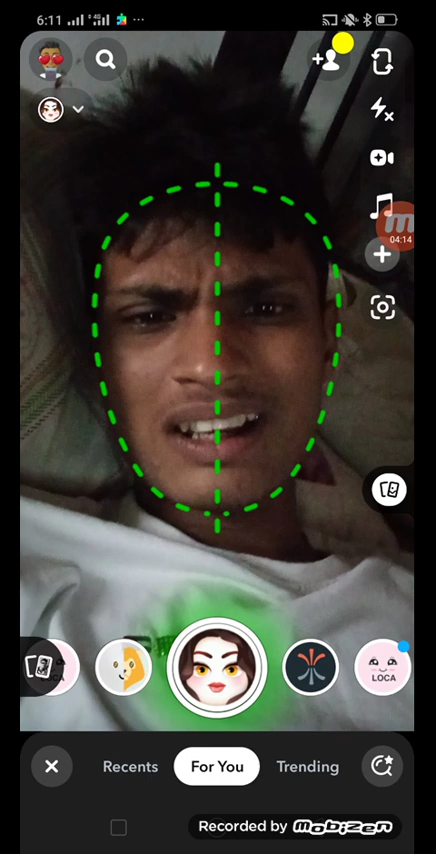 6:11
04:14
LOCA
Recents
For You
Trending
Recorded by MOBIZEN